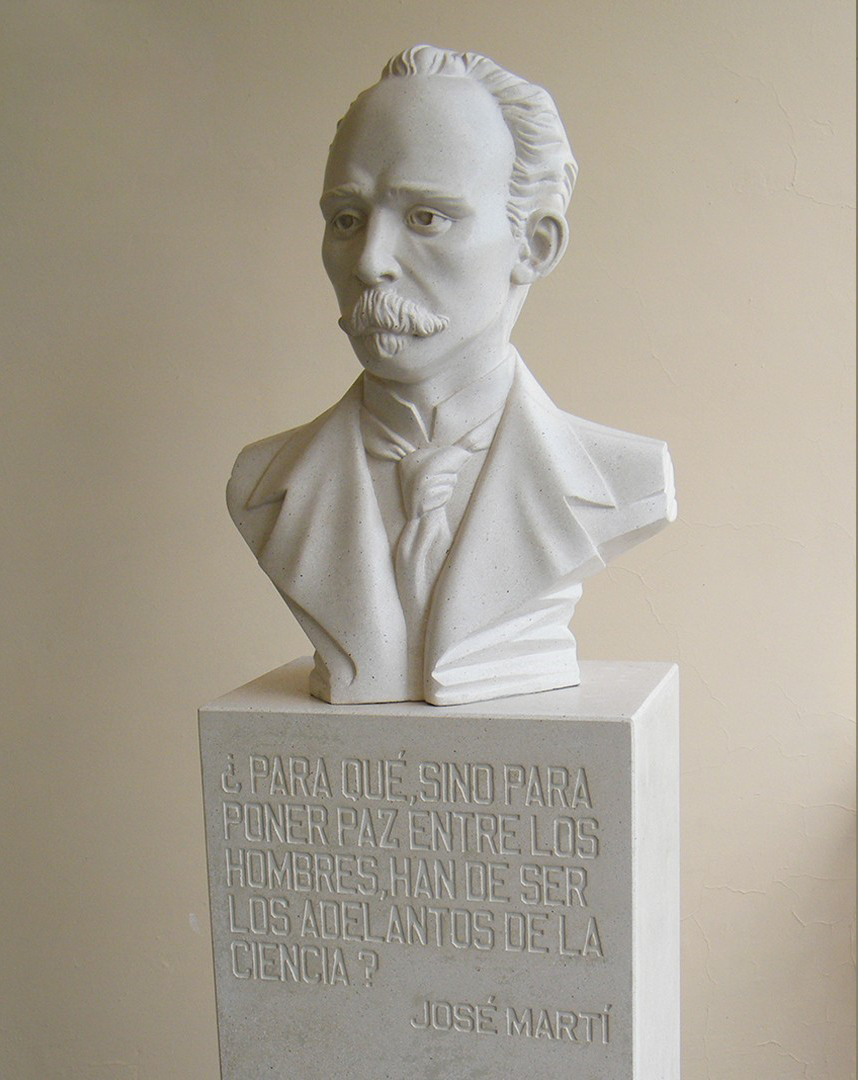 ¿ PARA QUÉ, SINO PARA
PONER PAZ ENTRE LOS
HOMBRES, HAN DE SER
LOS ADELANTOS DE LA
CIENCIA ?
JOSÉ MARTÍ